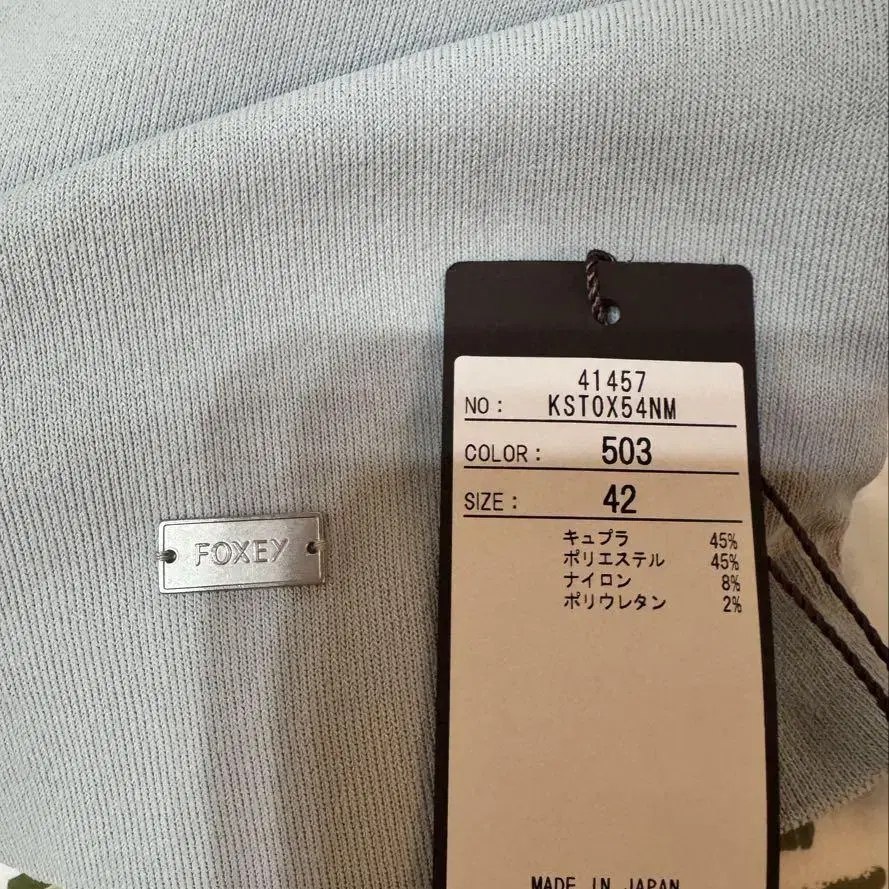 FOXEY
41457
NO: KSTOX54NM
COLOR: 503
SIZE: 42
キュプラ 45%
ポリエステル 45%
ナイロン 8%
ポリウレタン 2%
MADE IN JAPAN